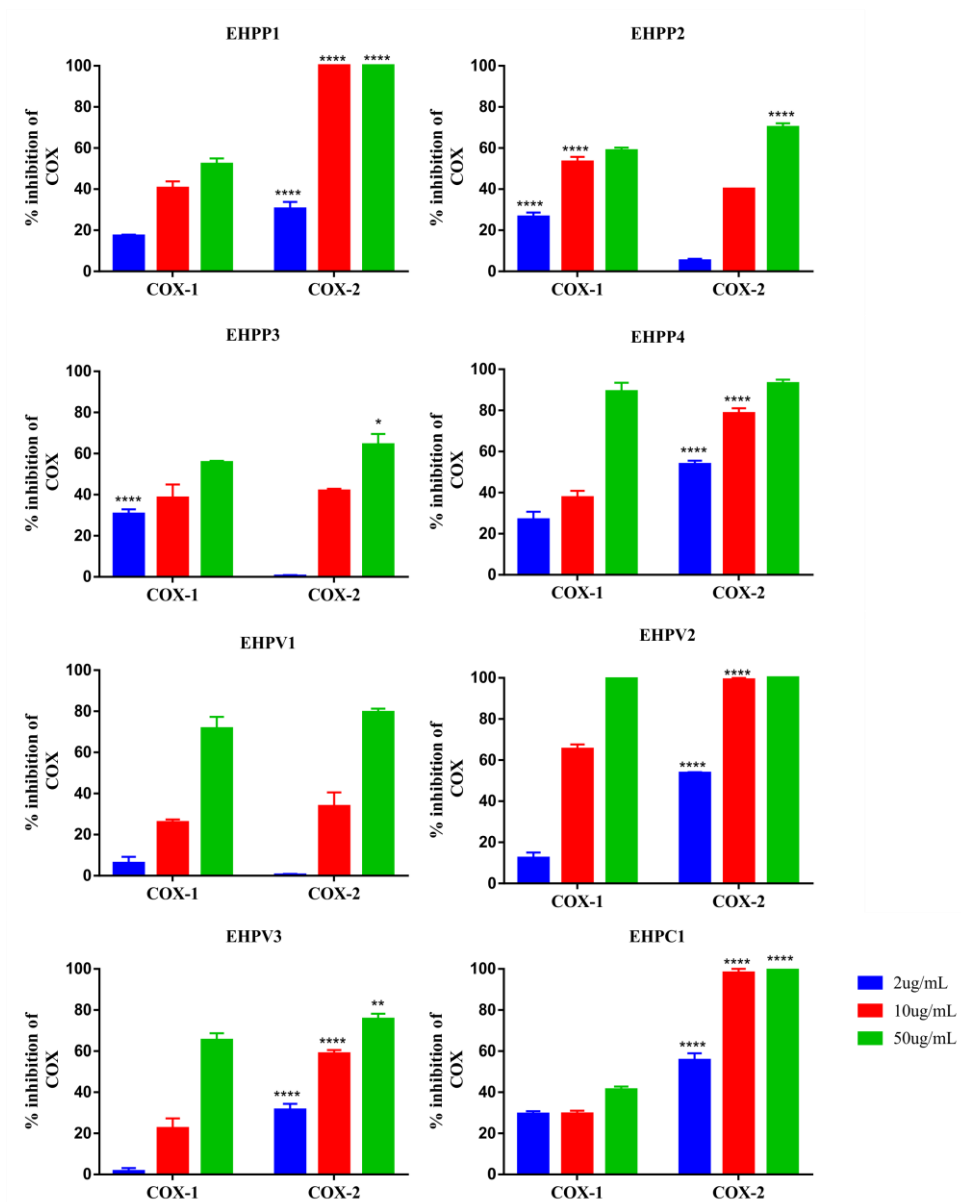 EHPP1
% inhibition of
COX
100
80
60
40
20
0
****
****
****
COX-1
COX-2
EHPP2
% inhibition of
COX
100
80
60
40
20
0
****
****
****
COX-1
COX-2
EHPP3
% inhibition of
COX
100
80
60
40
20
0
****
*
COX-1
COX-2
EHPP4
% inhibition of
COX
100
80
60
40
20
0
****
****
COX-1
COX-2
EHPV1
% inhibition of
COX
100
80
60
40
20
0
COX-1
COX-2
EHPV2
% inhibition of
COX
100
80
60
40
20
0
****
****
COX-1
COX-2
EHPV3
% inhibition of
COX
100
80
60
40
20
0
****
****
**
COX-1
COX-2
EHPC1
% inhibition of
COX
100
80
60
40
20
0
****
****
****
COX-1
COX-2
2ug/mL
10ug/mL
50ug/mL